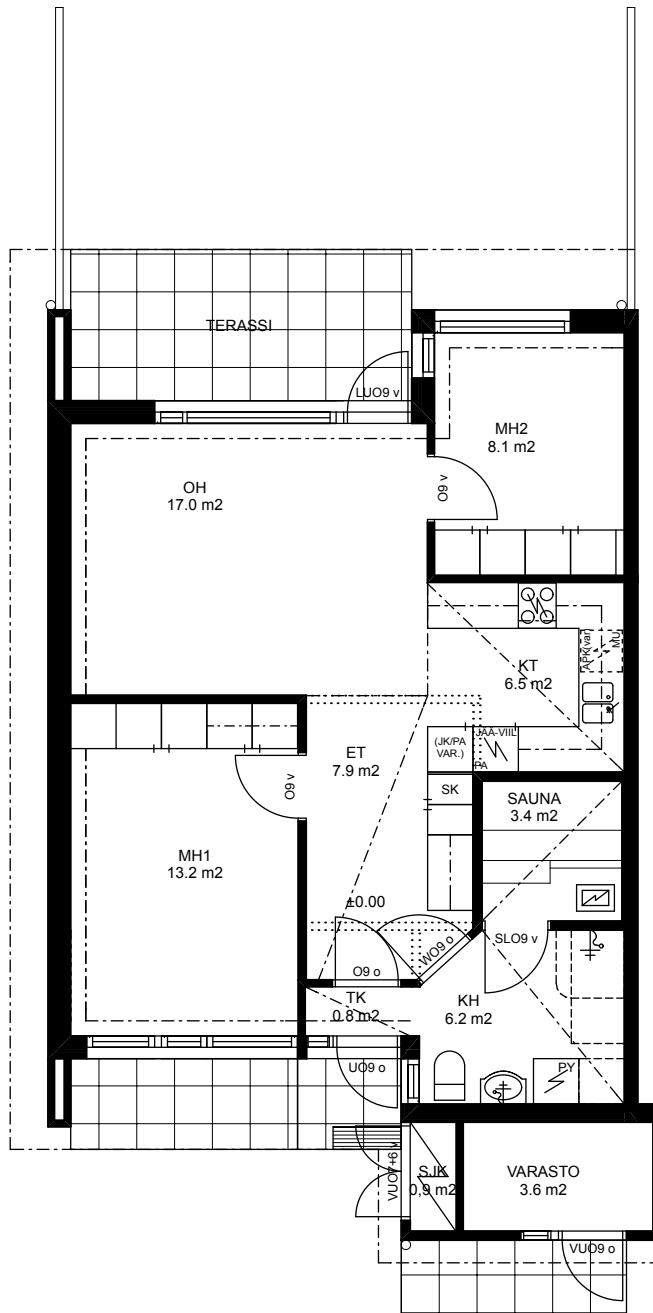 TERASSI
LUO9 v
MH2
8.1 m2
OH
17.0 m2
O9 v
APK(var)
MU
KT
6.5 m2
ET
7.9 m2
(JK/PA
VAR.)
JÄÄ-VIIL
PA
SK
SAUNA
3.4 m2
O9 v
MH1
13.2 m2
±0.00
WO9 o
SLO9 v
O9 o
TK
0.8 m2
KH
6.2 m2
UO9 o
PY
VUO7+6 v
SJK
0,9 m2
VARASTO
3.6 m2
VUO9 o